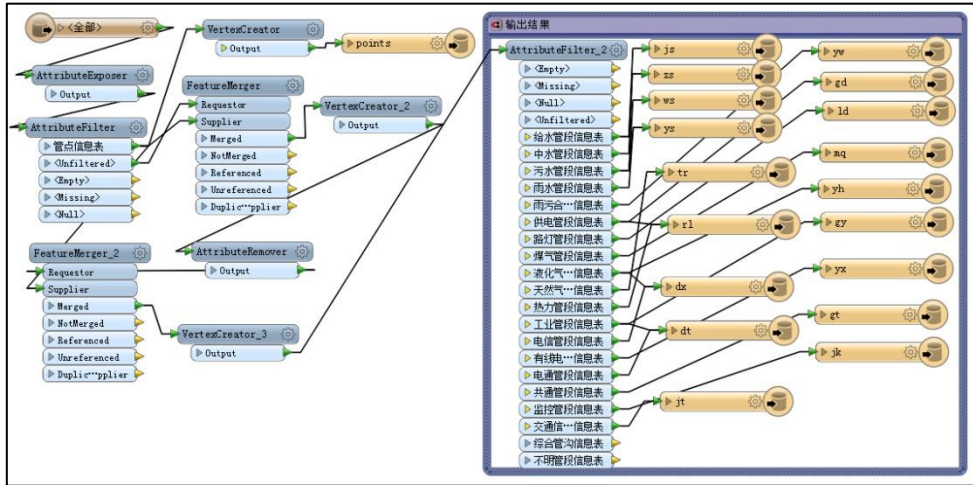 <全部>
AttributeExposer
Output
AttributeFilter
管点信息表
<Unfiltered>
<Empty>
<Missing>
<Null>
VertexCreator
Output
points
FeatureMerger
Requestor
Supplier
Merged
NotMerged
Referenced
Unreferenced
Duplic···pplier
VertexCreator_2
Output
FeatureMerger_2
Requestor
Supplier
Merged
NotMerged
Referenced
Unreferenced
Duplic···pplier
AttributeRemover
Output
VertexCreator_3
Output
输出结果
AttributeFilter_2
<Empty>
<Missing>
<Null>
<Unfiltered>
给水管段信息表
中水管段信息表
污水管段信息表
雨水管段信息表
雨污合···信息表
供电管段信息表
路灯管段信息表
煤气管段信息表
液化气···信息表
天然气···信息表
热力管段信息表
工业管段信息表
电信管段信息表
有线电···信息表
电通管段信息表
共通管段信息表
监控管段信息表
交通信···信息表
综合管沟信息表
不明管段信息表
js
zs
ws
ys
tr
rl
dx
dt
jt
yw
gd
ld
mq
yh
gy
yx
gt
jk